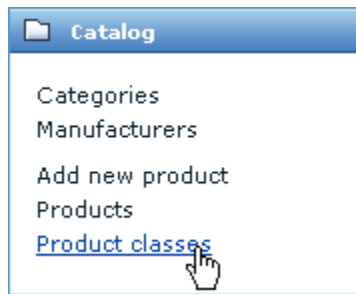 Catalog
Categories
Manufacturers
Add new product
Products
Product classes